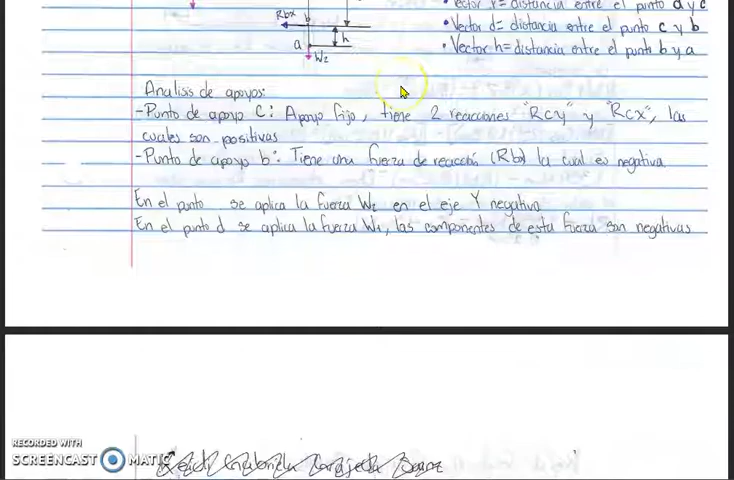 • Vector r= distancia entre el punto d y c
Rbx b
• Vector d= distancia entre el punto c y b
a h
• Vector h= distancia entre el punto b y a
W2
Analisis de apoyos:
-Punto de apoyo C: Apoyo fijo, tiene 2 reacciones "Rcy" y "Rcx", las
cuales son positivas
-Punto de apoyo b: Tiene una fuerza de reacción (Rb) la cual es negativa.
En el punto se aplica la fuerza W2 en el eje Y negativo
En el punto d se aplica la fuerza W1, las componentes de esta fuerza son negativas
RECORDED WITH
SCREENCAST MATIC